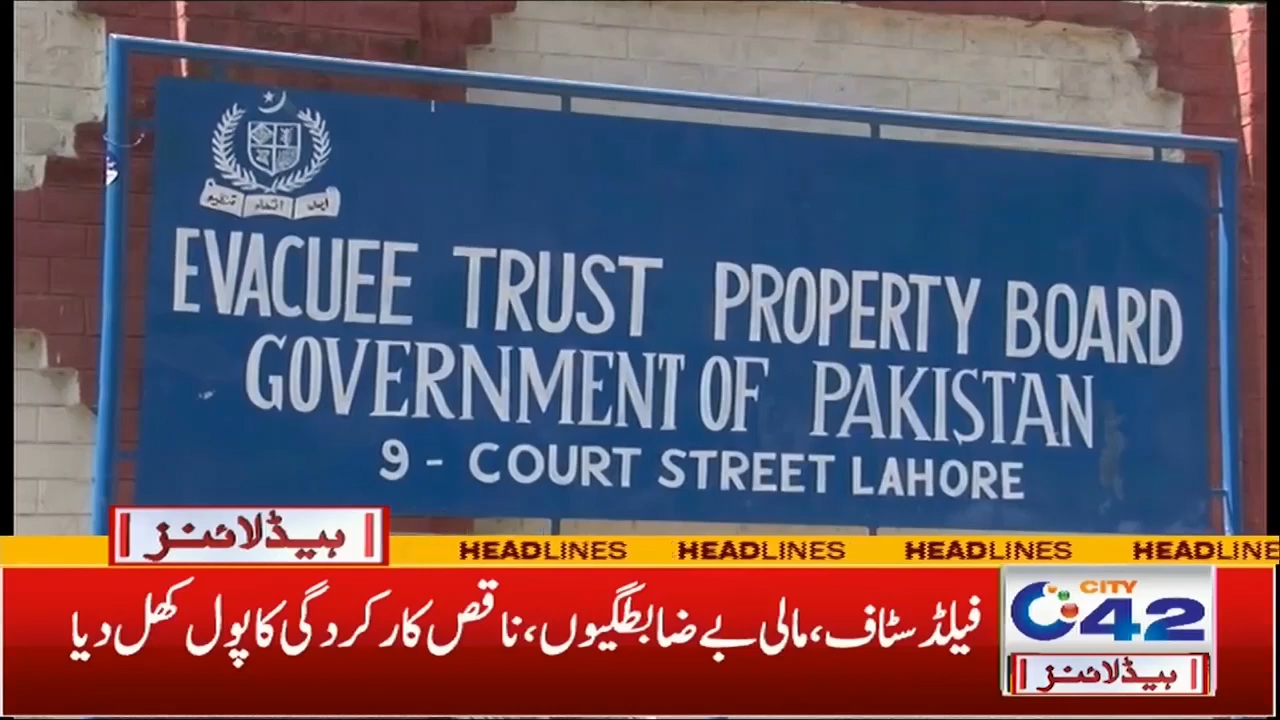 ایمان اتحاد تنظیم
EVACUEE TRUST PROPERTY BOARD
GOVERNMENT OF PAKISTAN
9 - COURT STREET LAHORE
ہیڈلائنز
HEADLINES HEADLINES HEADLINES HEADLINE
فیلڈ سٹاف، مالی بے ضابطگیوں، ناقص کارکردگی کا پول کھل دیا
CITY
42
ہیڈلائنز